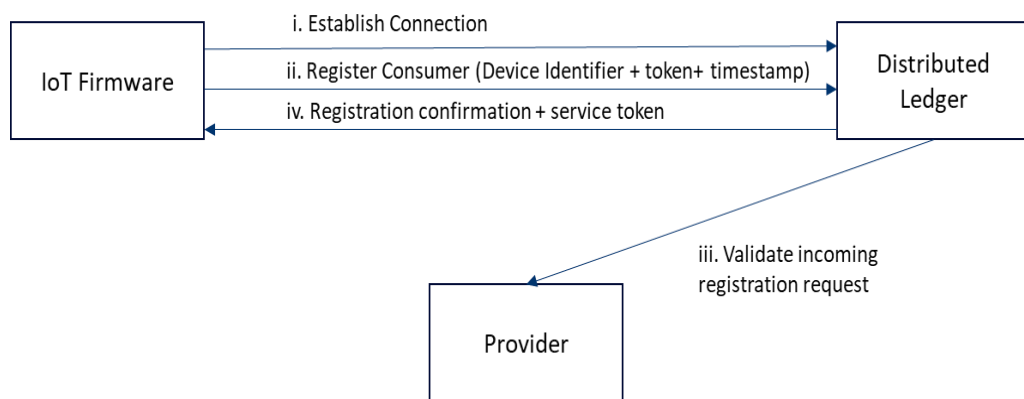 i. Establish Connection
IoT Firmware
ii. Register Consumer (Device Identifier + token+ timestamp)
Distributed
Ledger
iv. Registration confirmation + service token
iii. Validate incoming
registration request
Provider